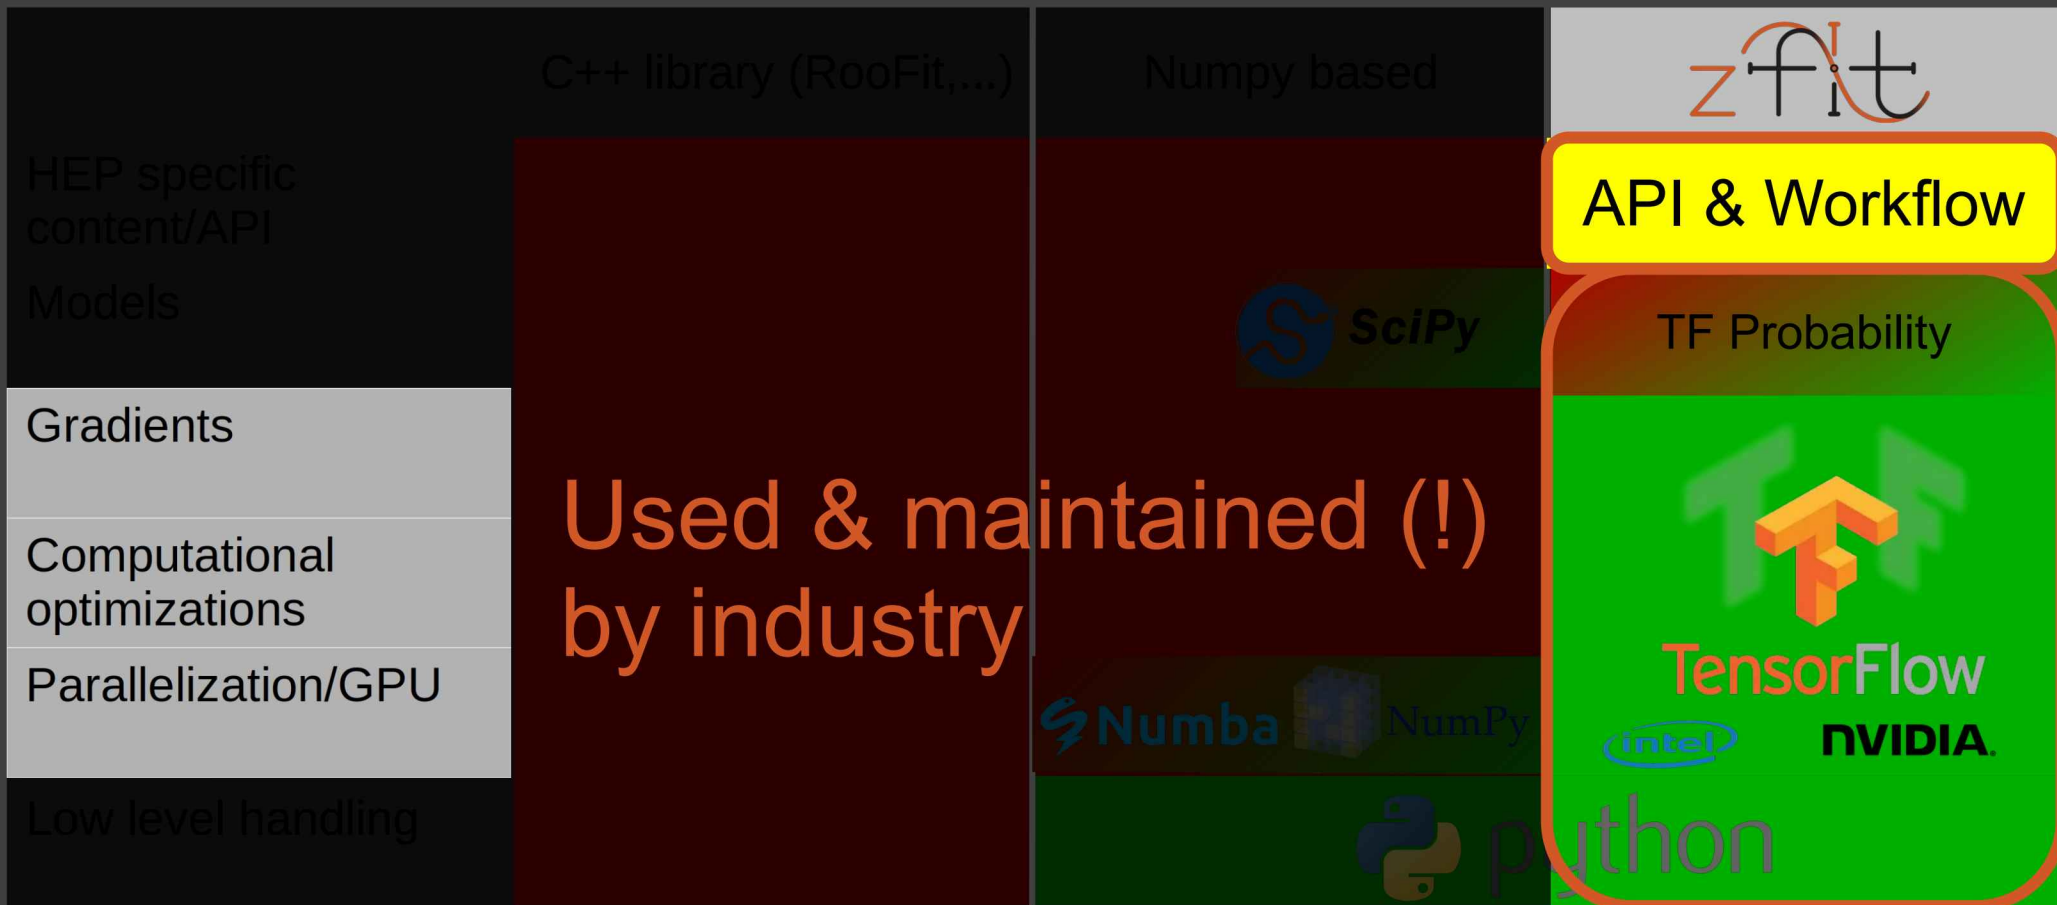 C++ library (RooFit,...)
Numpy based
zfit
HEP specific
content/API
API & Workflow
Models
SciPy
TF Probability
Gradients
Used & maintained (!)
by industry
Computational
optimizations
TensorFlow
Parallelization/GPU
Numba
NumPy
intel
NVIDIA.
Low level handling
python